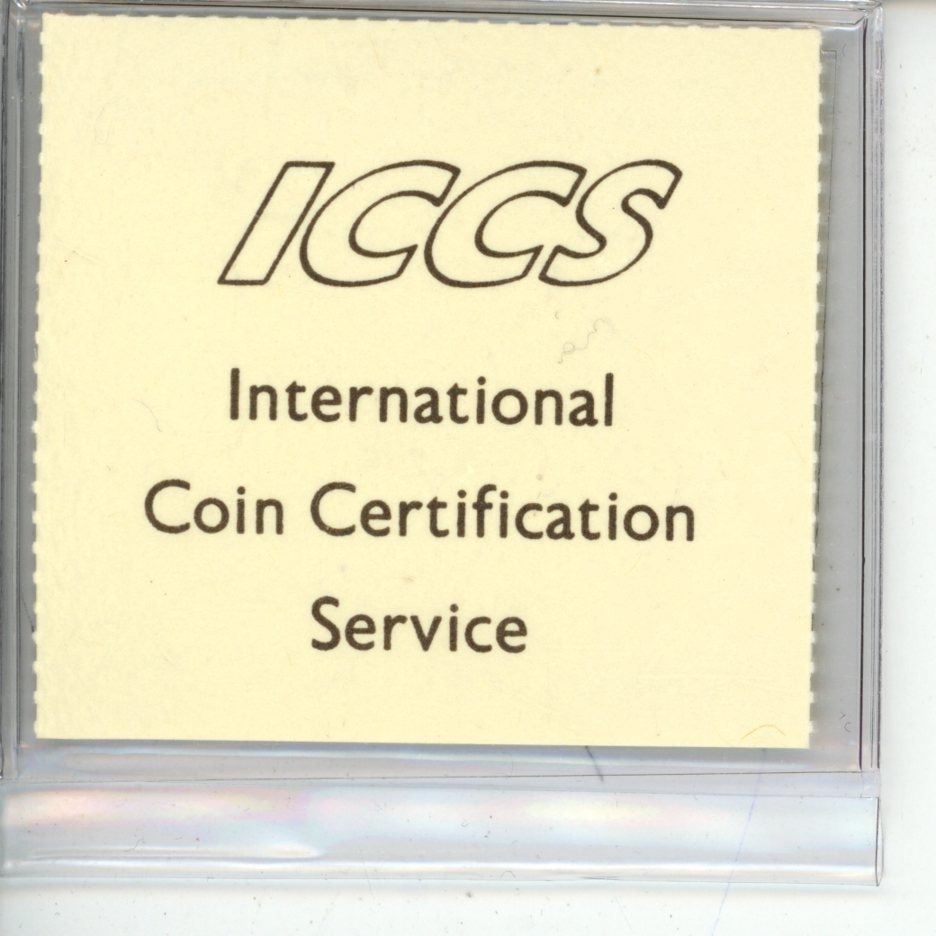 ICCS
International
Coin Certification
Service